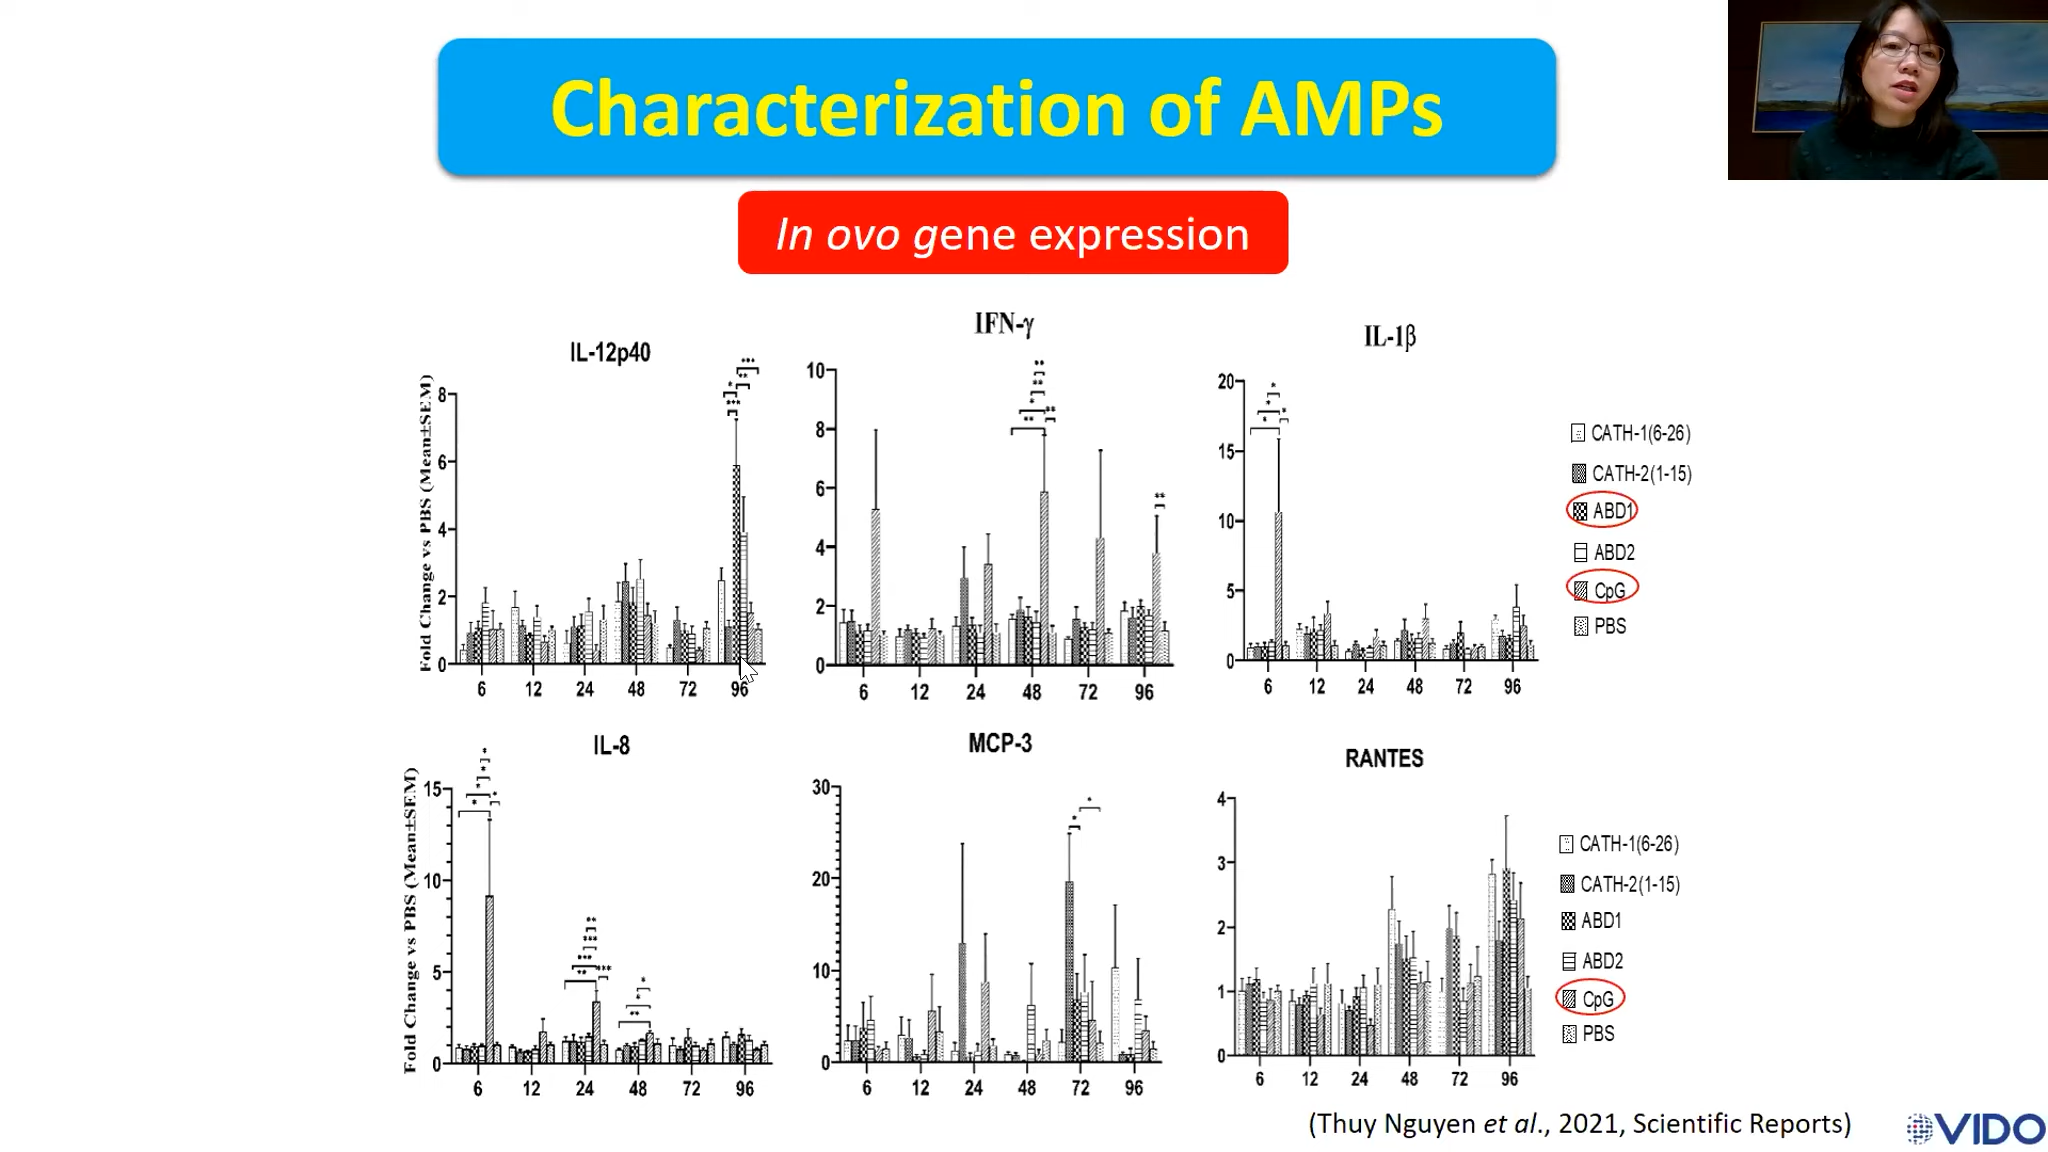 Characterization of AMPs
In ovo gene expression
IL-12p40
Fold Change vs PBS (Mean±SEM)
8
6
4
2
0
6 12 24 48 72 96
* ** *** ***
IFN-γ
10
8
6
4
2
0
6 12 24 48 72 96
** ** * ** ** **
IL-1β
20
15
10
5
0
6 12 24 48 72 96
* * * *
CATH-1(6-26)
CATH-2(1-15)
ABD1
ABD2
CpG
PBS
IL-8
Fold Change vs PBS (Mean±SEM)
15
10
5
0
6 12 24 48 72 96
* * * * *
** *** *** ** ***
* * **
MCP-3
30
20
10
0
6 12 24 48 72 96
* *
RANTES
4
3
2
1
0
6 12 24 48 72 96
CATH-1(6-26)
CATH-2(1-15)
ABD1
ABD2
CpG
PBS
(Thuy Nguyen et al., 2021, Scientific Reports)
VIDO